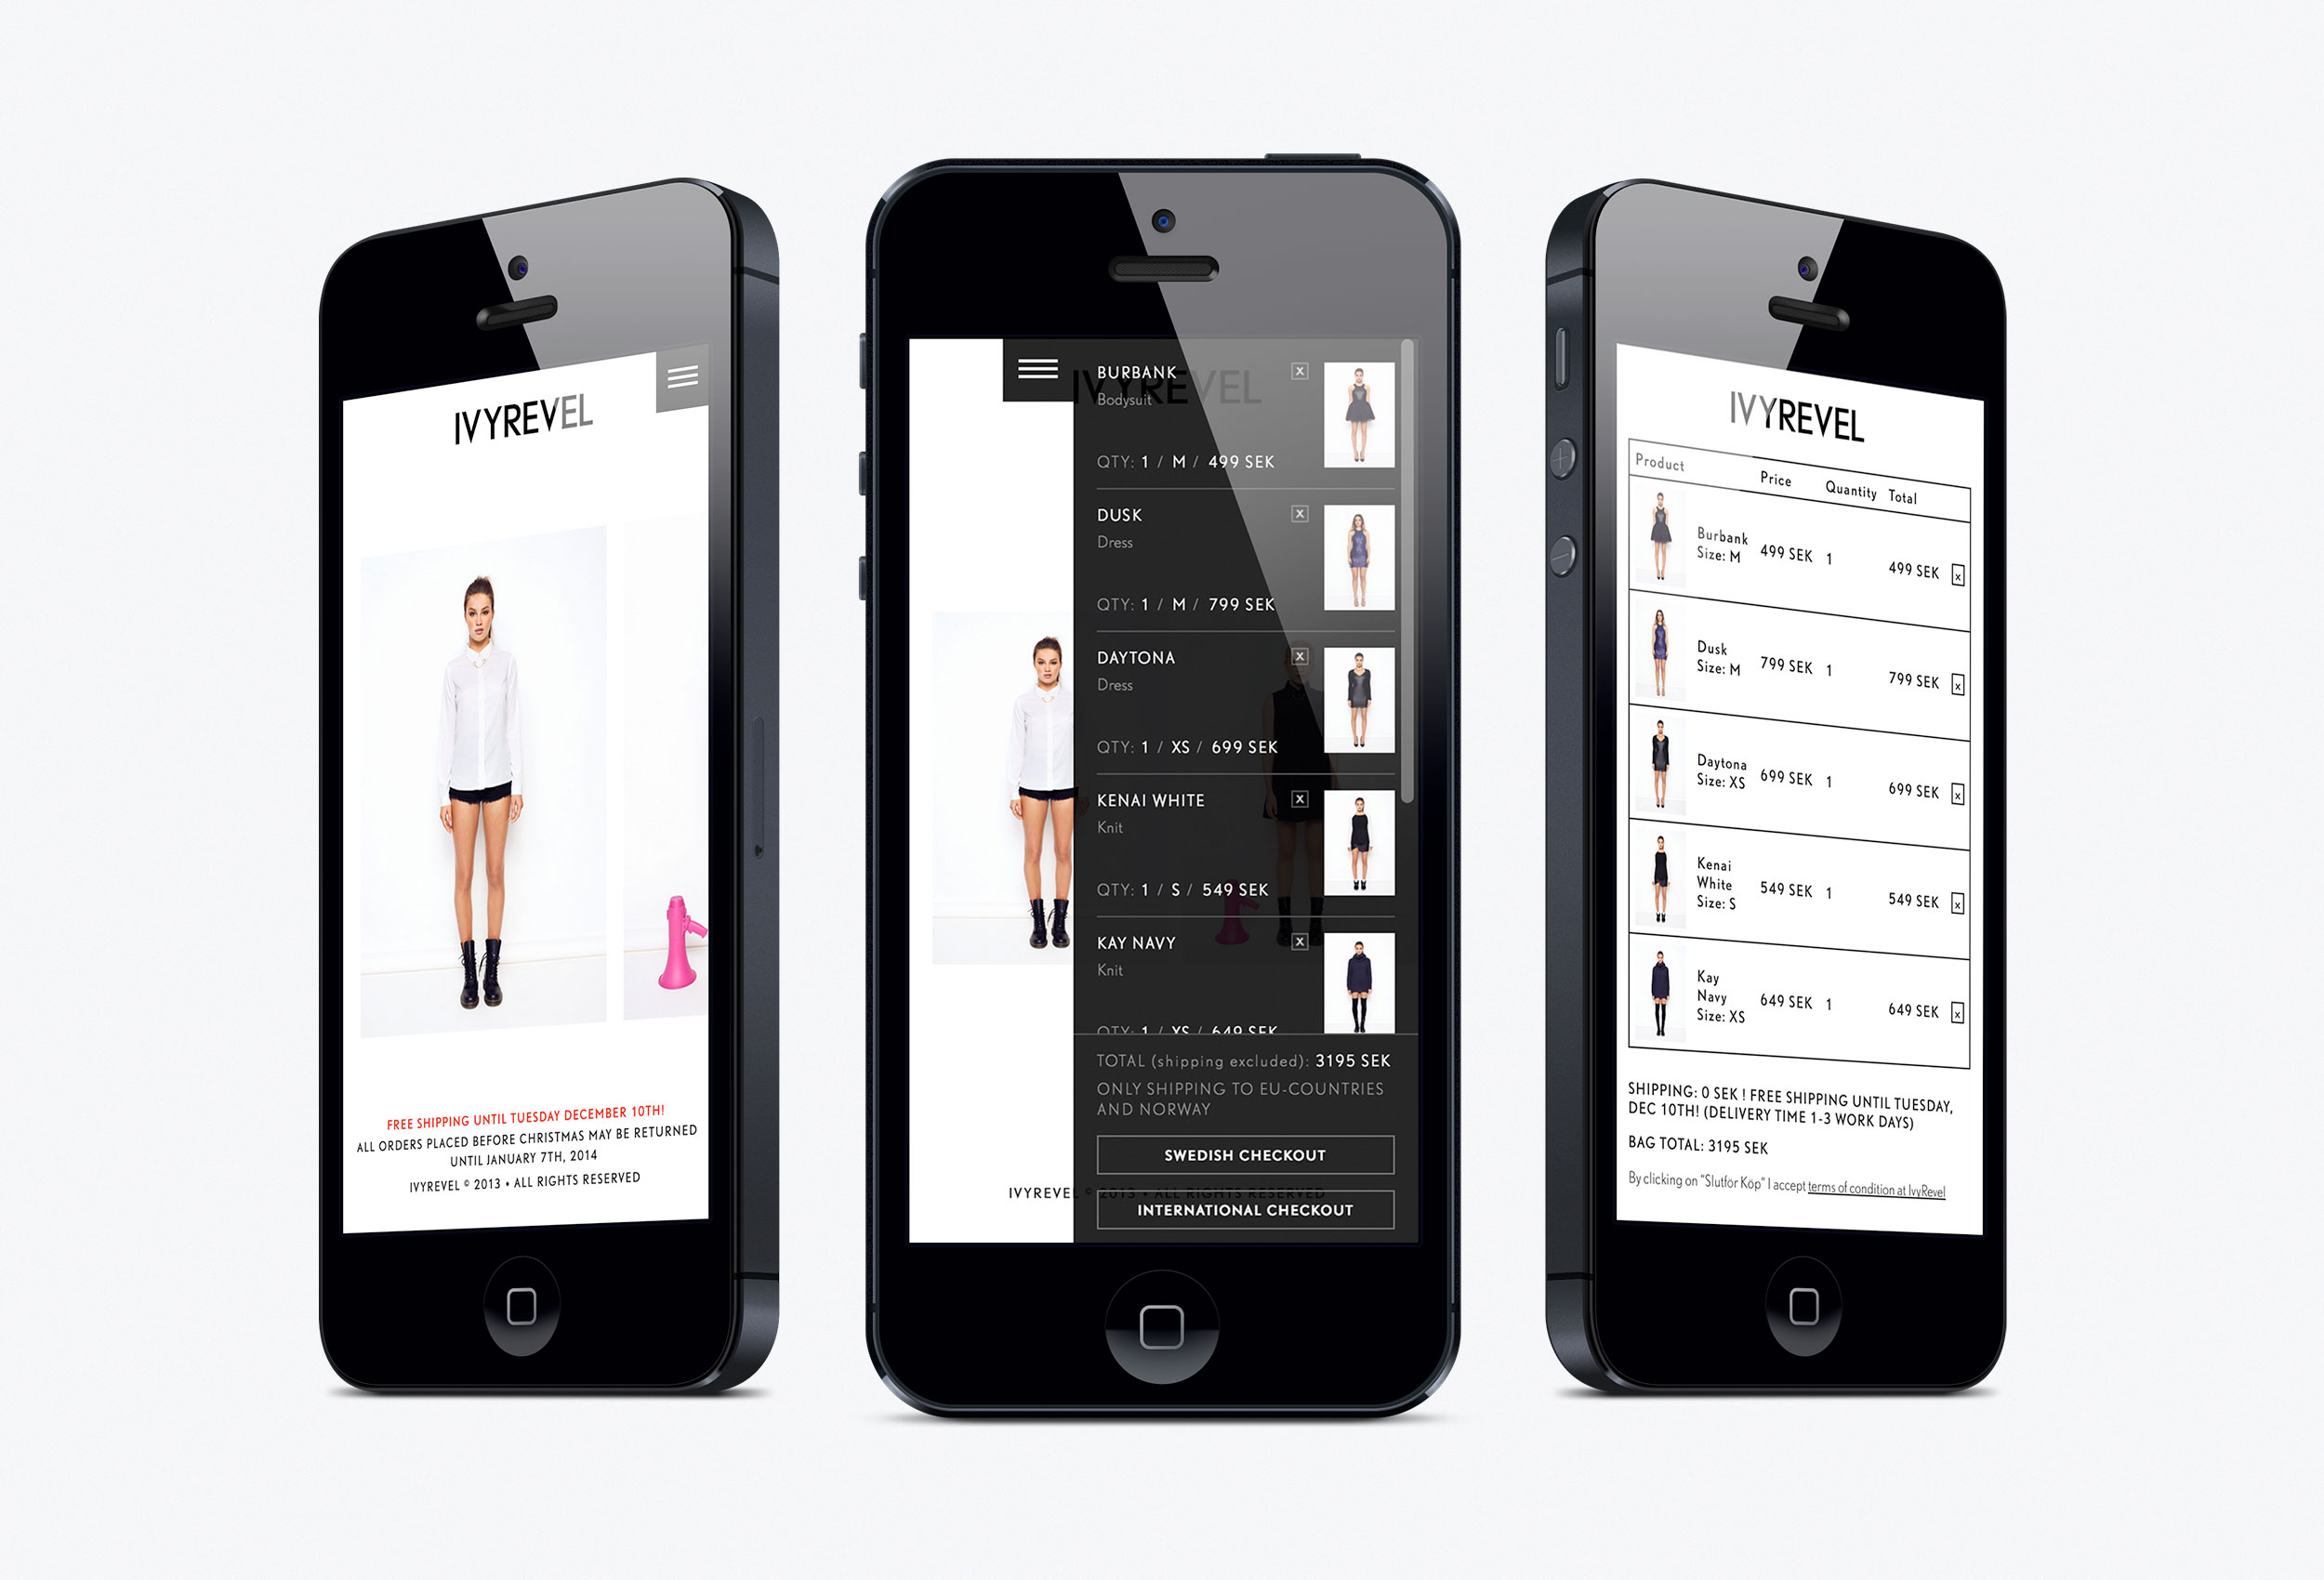 IVYREVEL
FREE SHIPPING UNTIL TUESDAY DECEMBER 10TH!
ALL ORDERS PLACED BEFORE CHRISTMAS MAY BE RETURNED
UNTIL JANUARY 7TH, 2014
IVYREVEL © 2013 • ALL RIGHTS RESERVED
IVYREVEL
BURBANK x
Bodysuit
QTY: 1 / M / 499 SEK
DUSK x
Dress
QTY: 1 / M / 799 SEK
DAYTONA x
Dress
QTY: 1 / XS / 699 SEK
KENAI WHITE x
Knit
QTY: 1 / S / 549 SEK
KAY NAVY x
Knit
QTY: 1 / XS / 649 SEK
TOTAL (shipping excluded): 3195 SEK
ONLY SHIPPING TO EU-COUNTRIES
AND NORWAY
SWEDISH CHECKOUT
IVYREVEL © 2013 • ALL RIGHTS RESERVED
INTERNATIONAL CHECKOUT
IVYREVEL
Product Price Quantity Total
Burbank
Size: M 499 SEK 1 499 SEK x
Dusk
Size: M 799 SEK 1 799 SEK x
Daytona
Size: XS 699 SEK 1 699 SEK x
Kenai
White
Size: S 549 SEK 1 549 SEK x
Kay
Navy
Size: XS 649 SEK 1 649 SEK x
SHIPPING: 0 SEK ! FREE SHIPPING UNTIL TUESDAY,
DEC 10TH! (DELIVERY TIME 1-3 WORK DAYS)
BAG TOTAL: 3195 SEK
By clicking on "Slutför Köp" I accept terms of condition at IvyRevel